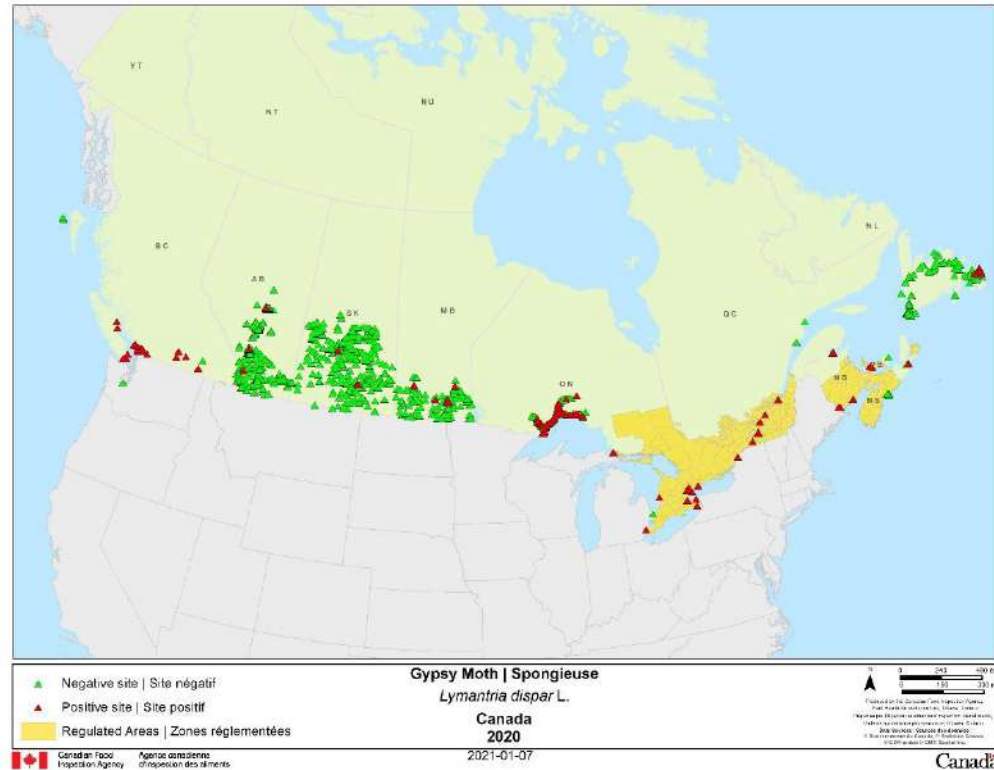 YT
NT
NU
BC
AB
SK
MB
ON
QC
NL
NB
NS
Negative site | Site négatif
Positive site | Site positif
Regulated Areas | Zones réglementées
Gypsy Moth | Spongieuse
Lymantria dispar L.
Canada
2020
2021-01-07
Canadian Food
Inspection Agency
Agence canadienne
d'inspection des aliments
N
0
Canada